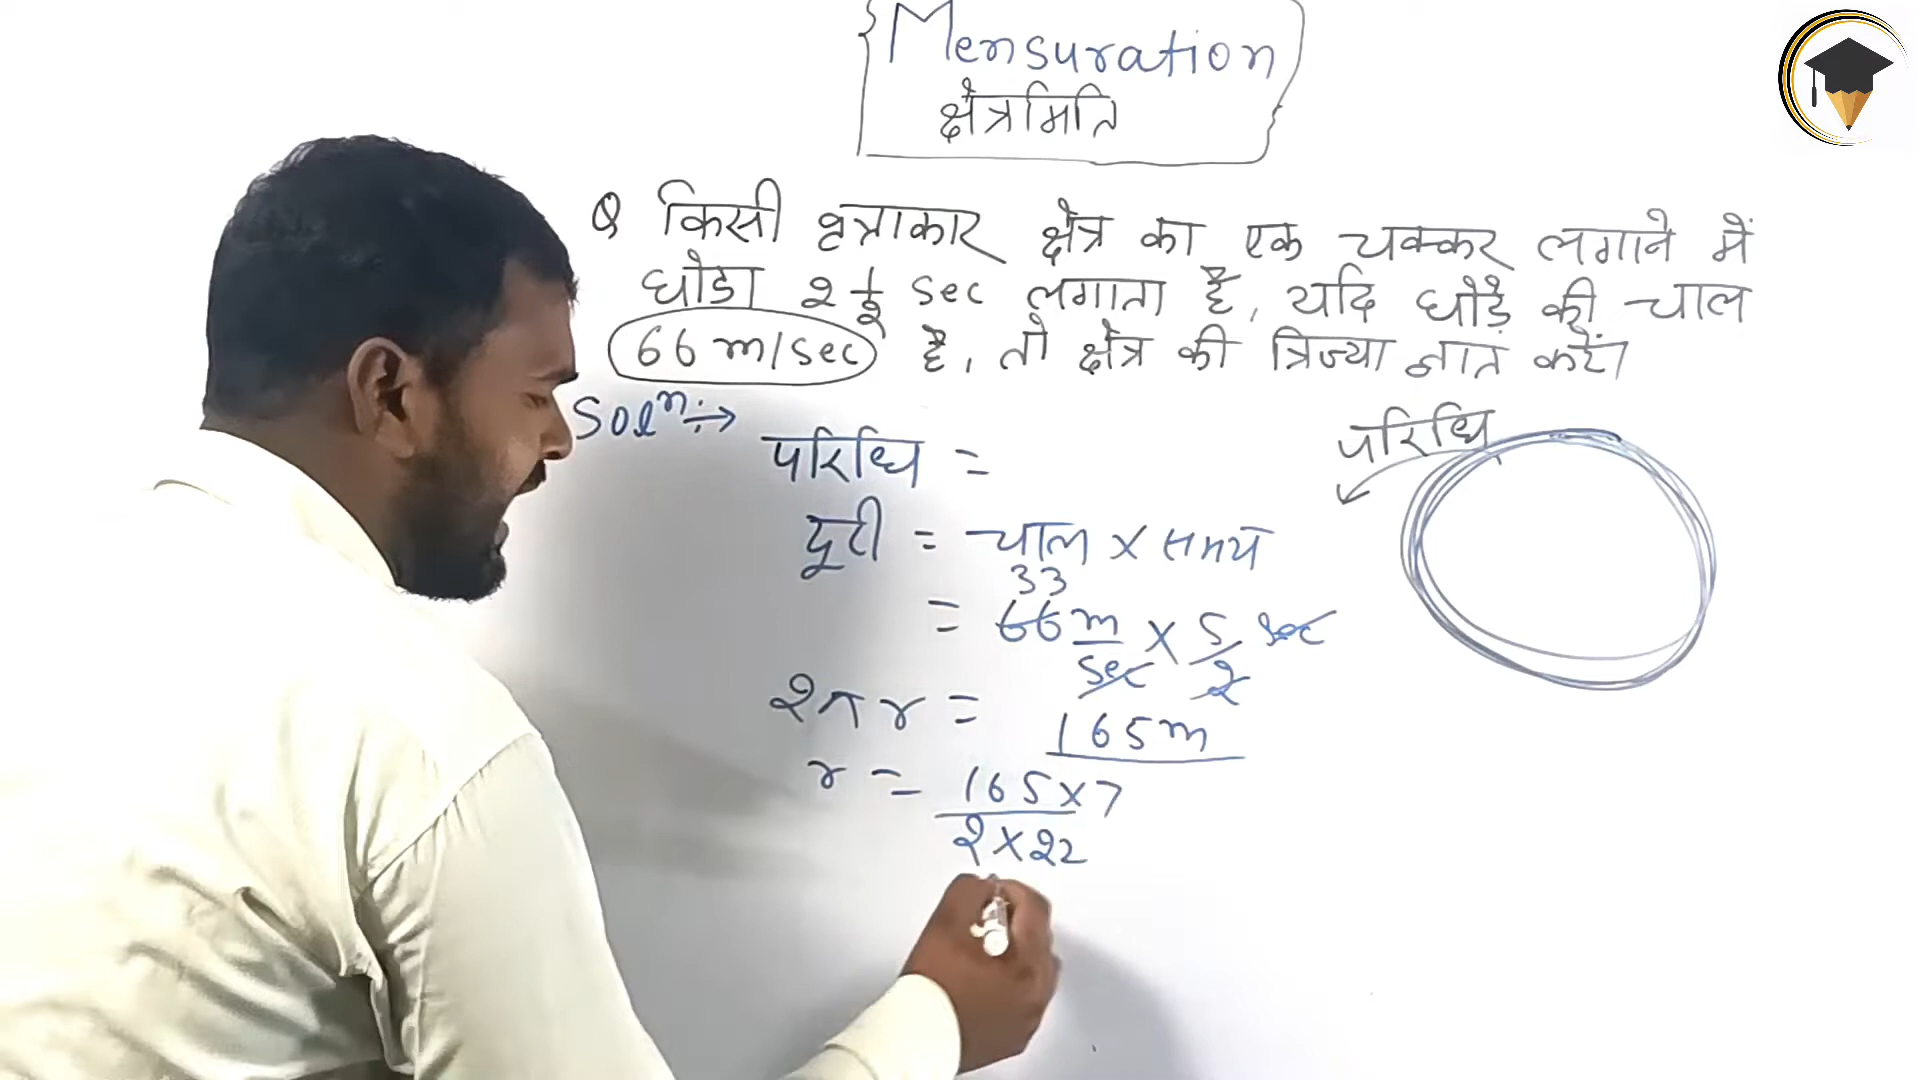 Mensuration
क्षेत्रमिति
Q किसी वृत्ताकार क्षेत्र का एक चक्कर लगाने में
घोडा 2 1/2 sec लगाता है, यदि घोड़े की चाल
66 m/sec है, तो क्षेत्र की त्रिज्या ज्ञात करें।
Solⁿ: →
परिधि
परिधि =
दूरी = चाल × समय
33
= 66 m/sec × 5/2 sec
2πr = 165m
r = 165×7
2×22